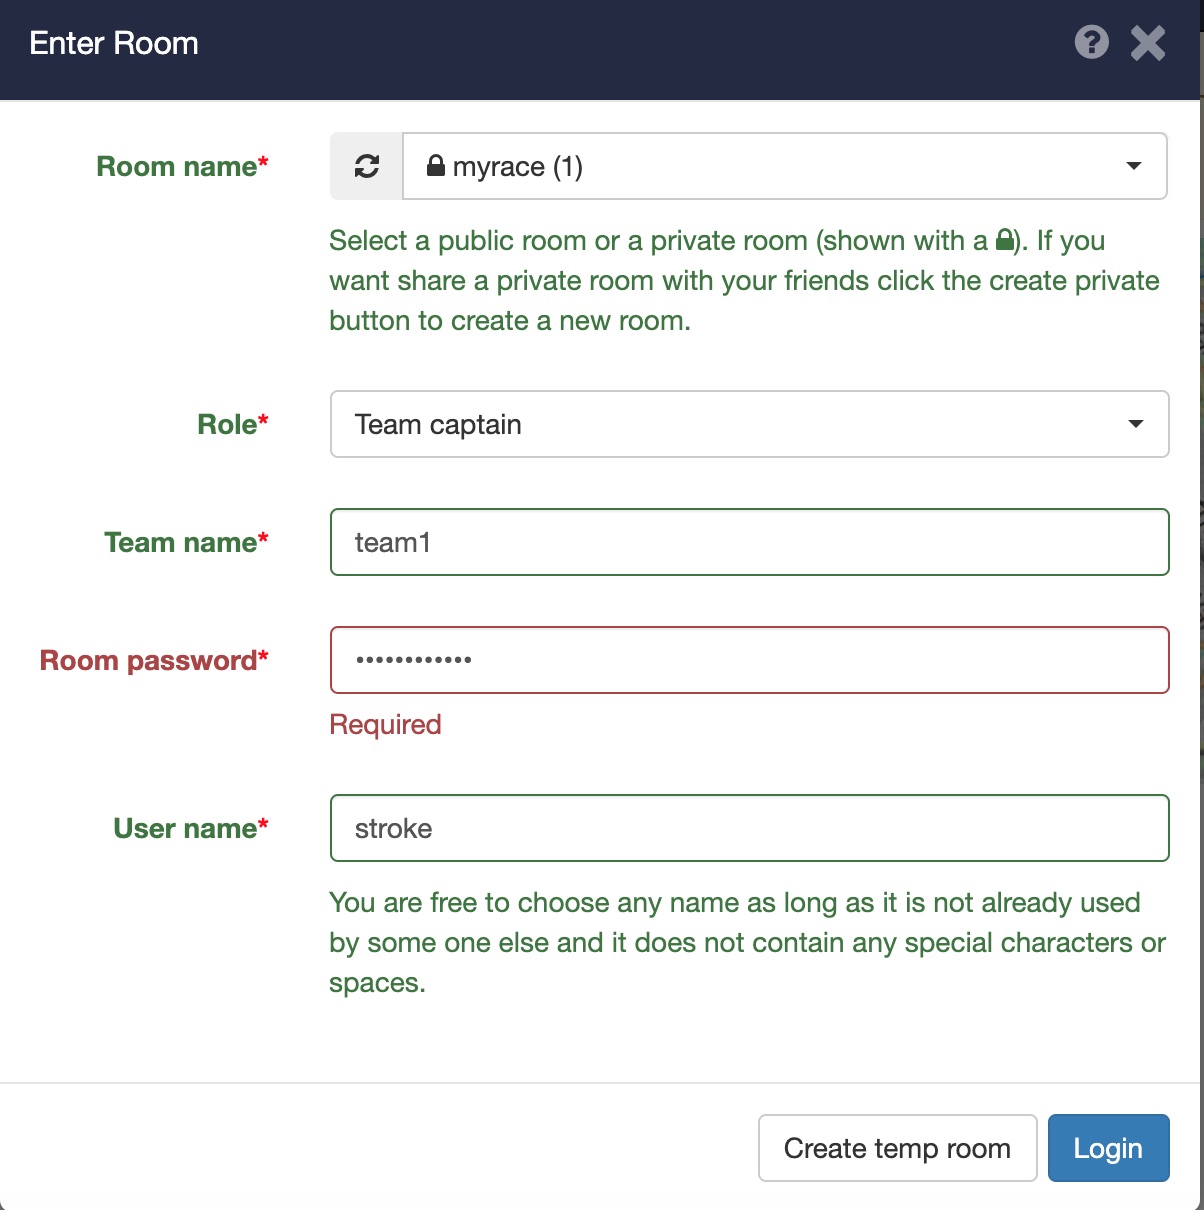 Enter Room
Room name*
myrace (1)
Select a public room or a private room (shown with a ). If you
want share a private room with your friends click the create private
button to create a new room.
Role*
Team captain
Team name*
team1
Room password*
••••••••••••
Required
User name*
stroke
You are free to choose any name as long as it is not already used
by some one else and it does not contain any special characters or
spaces.
Create temp room
Login